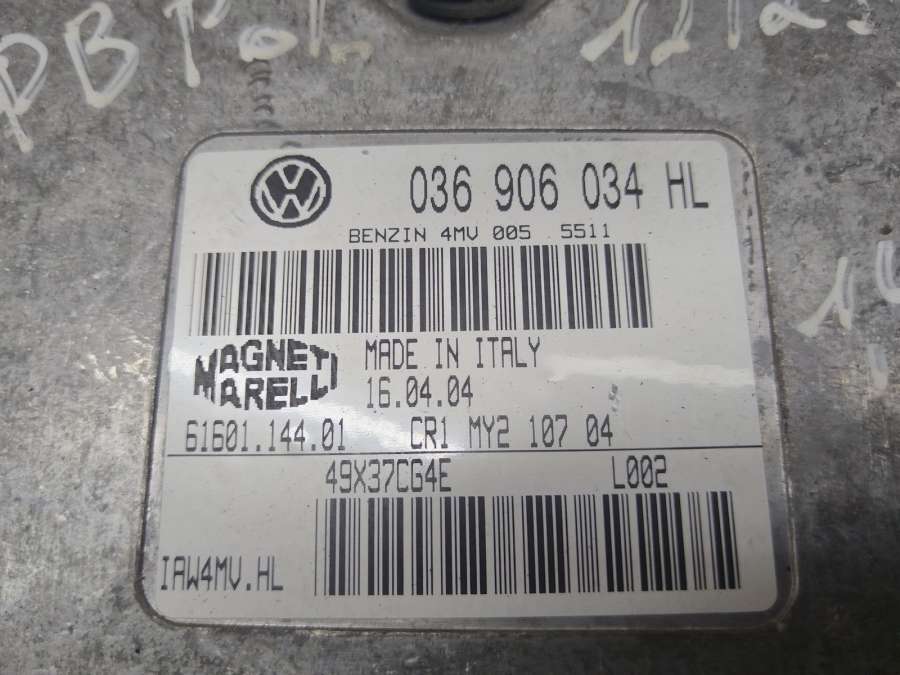 PBPol.
036 906 034 HL
BENZIN 4MV 005 5511
MAGNETI MARELLI
MADE IN ITALY
16.04.04
61601.144.01 CR1 MY2 107 04
49X37CG4E L002
IAW4MV.HL